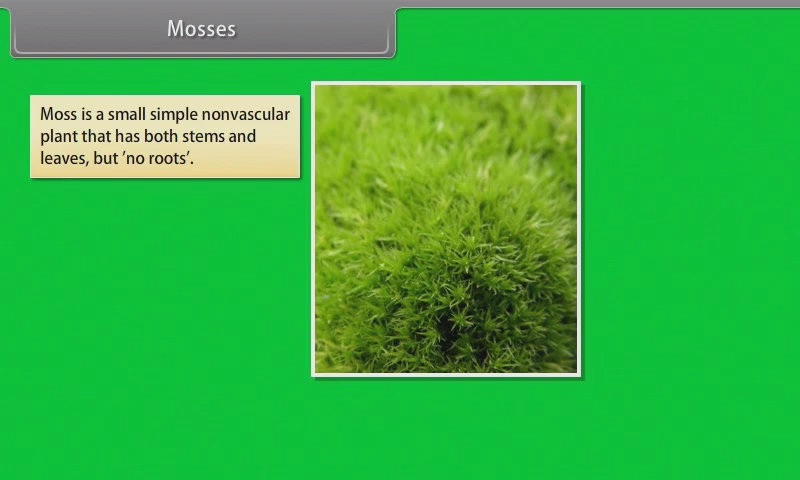 Mosses
Moss is a small simple nonvascular
plant that has both stems and
leaves, but 'no roots'.